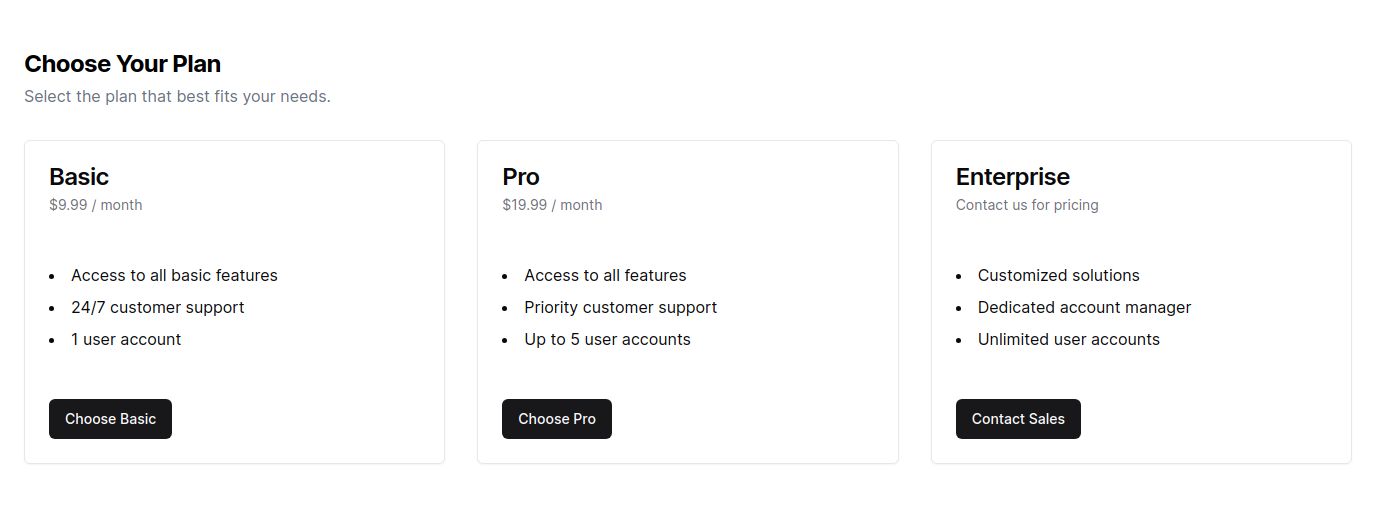 Choose Your Plan
Select the plan that best fits your needs.
Basic
$9.99 / month
Access to all basic features
24/7 customer support
1 user account
Choose Basic
Pro
$19.99 / month
Access to all features
Priority customer support
Up to 5 user accounts
Choose Pro
Enterprise
Contact us for pricing
Customized solutions
Dedicated account manager
Unlimited user accounts
Contact Sales